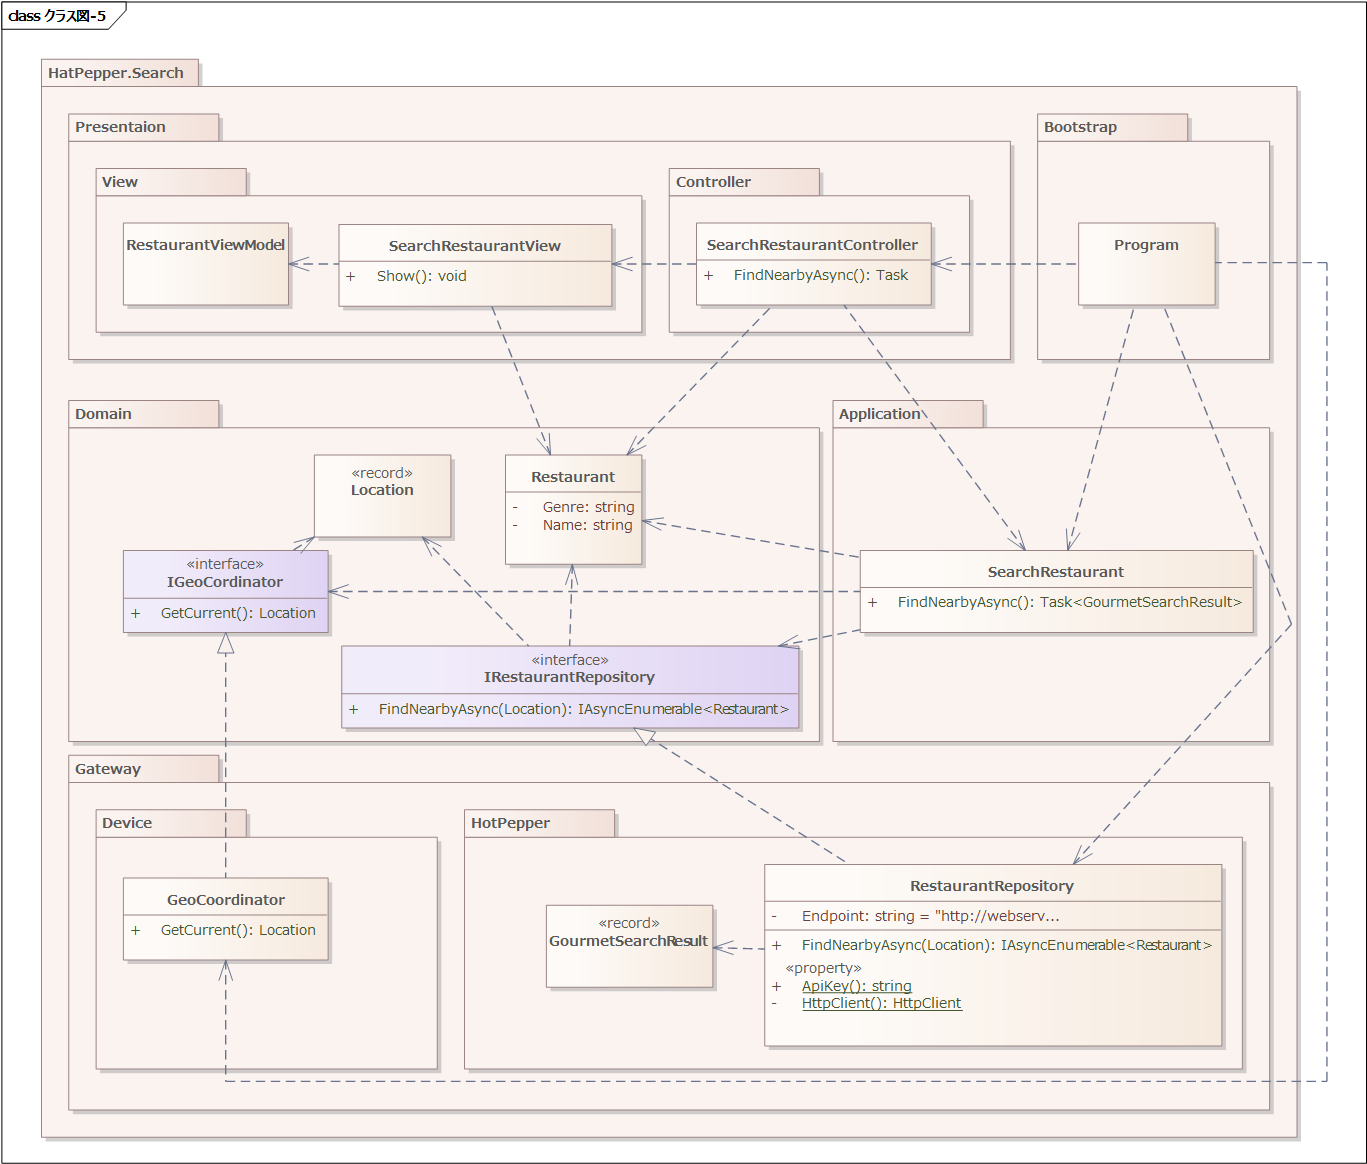 class クラス図-5
HatPepper.Search
Presentaion
Bootstrap
View
Controller
RestaurantViewModel
SearchRestaurantView
+ Show(): void
SearchRestaurantController
+ FindNearbyAsync(): Task
Program
Domain
Application
«record»
Location
Restaurant
- Genre: string
- Name: string
«interface»
IGeoCordinator
+ GetCurrent(): Location
SearchRestaurant
+ FindNearbyAsync(): Task<GourmetSearchResult>
«interface»
IRestaurantRepository
+ FindNearbyAsync(Location): IAsyncEnumerable<Restaurant>
Gateway
Device
HotPepper
GeoCoordinator
+ GetCurrent(): Location
«record»
GourmetSearchResult
RestaurantRepository
- Endpoint: string = "http://webserv...
+ FindNearbyAsync(Location): IAsyncEnumerable<Restaurant>
«property»
+ ApiKey(): string
- HttpClient(): HttpClient